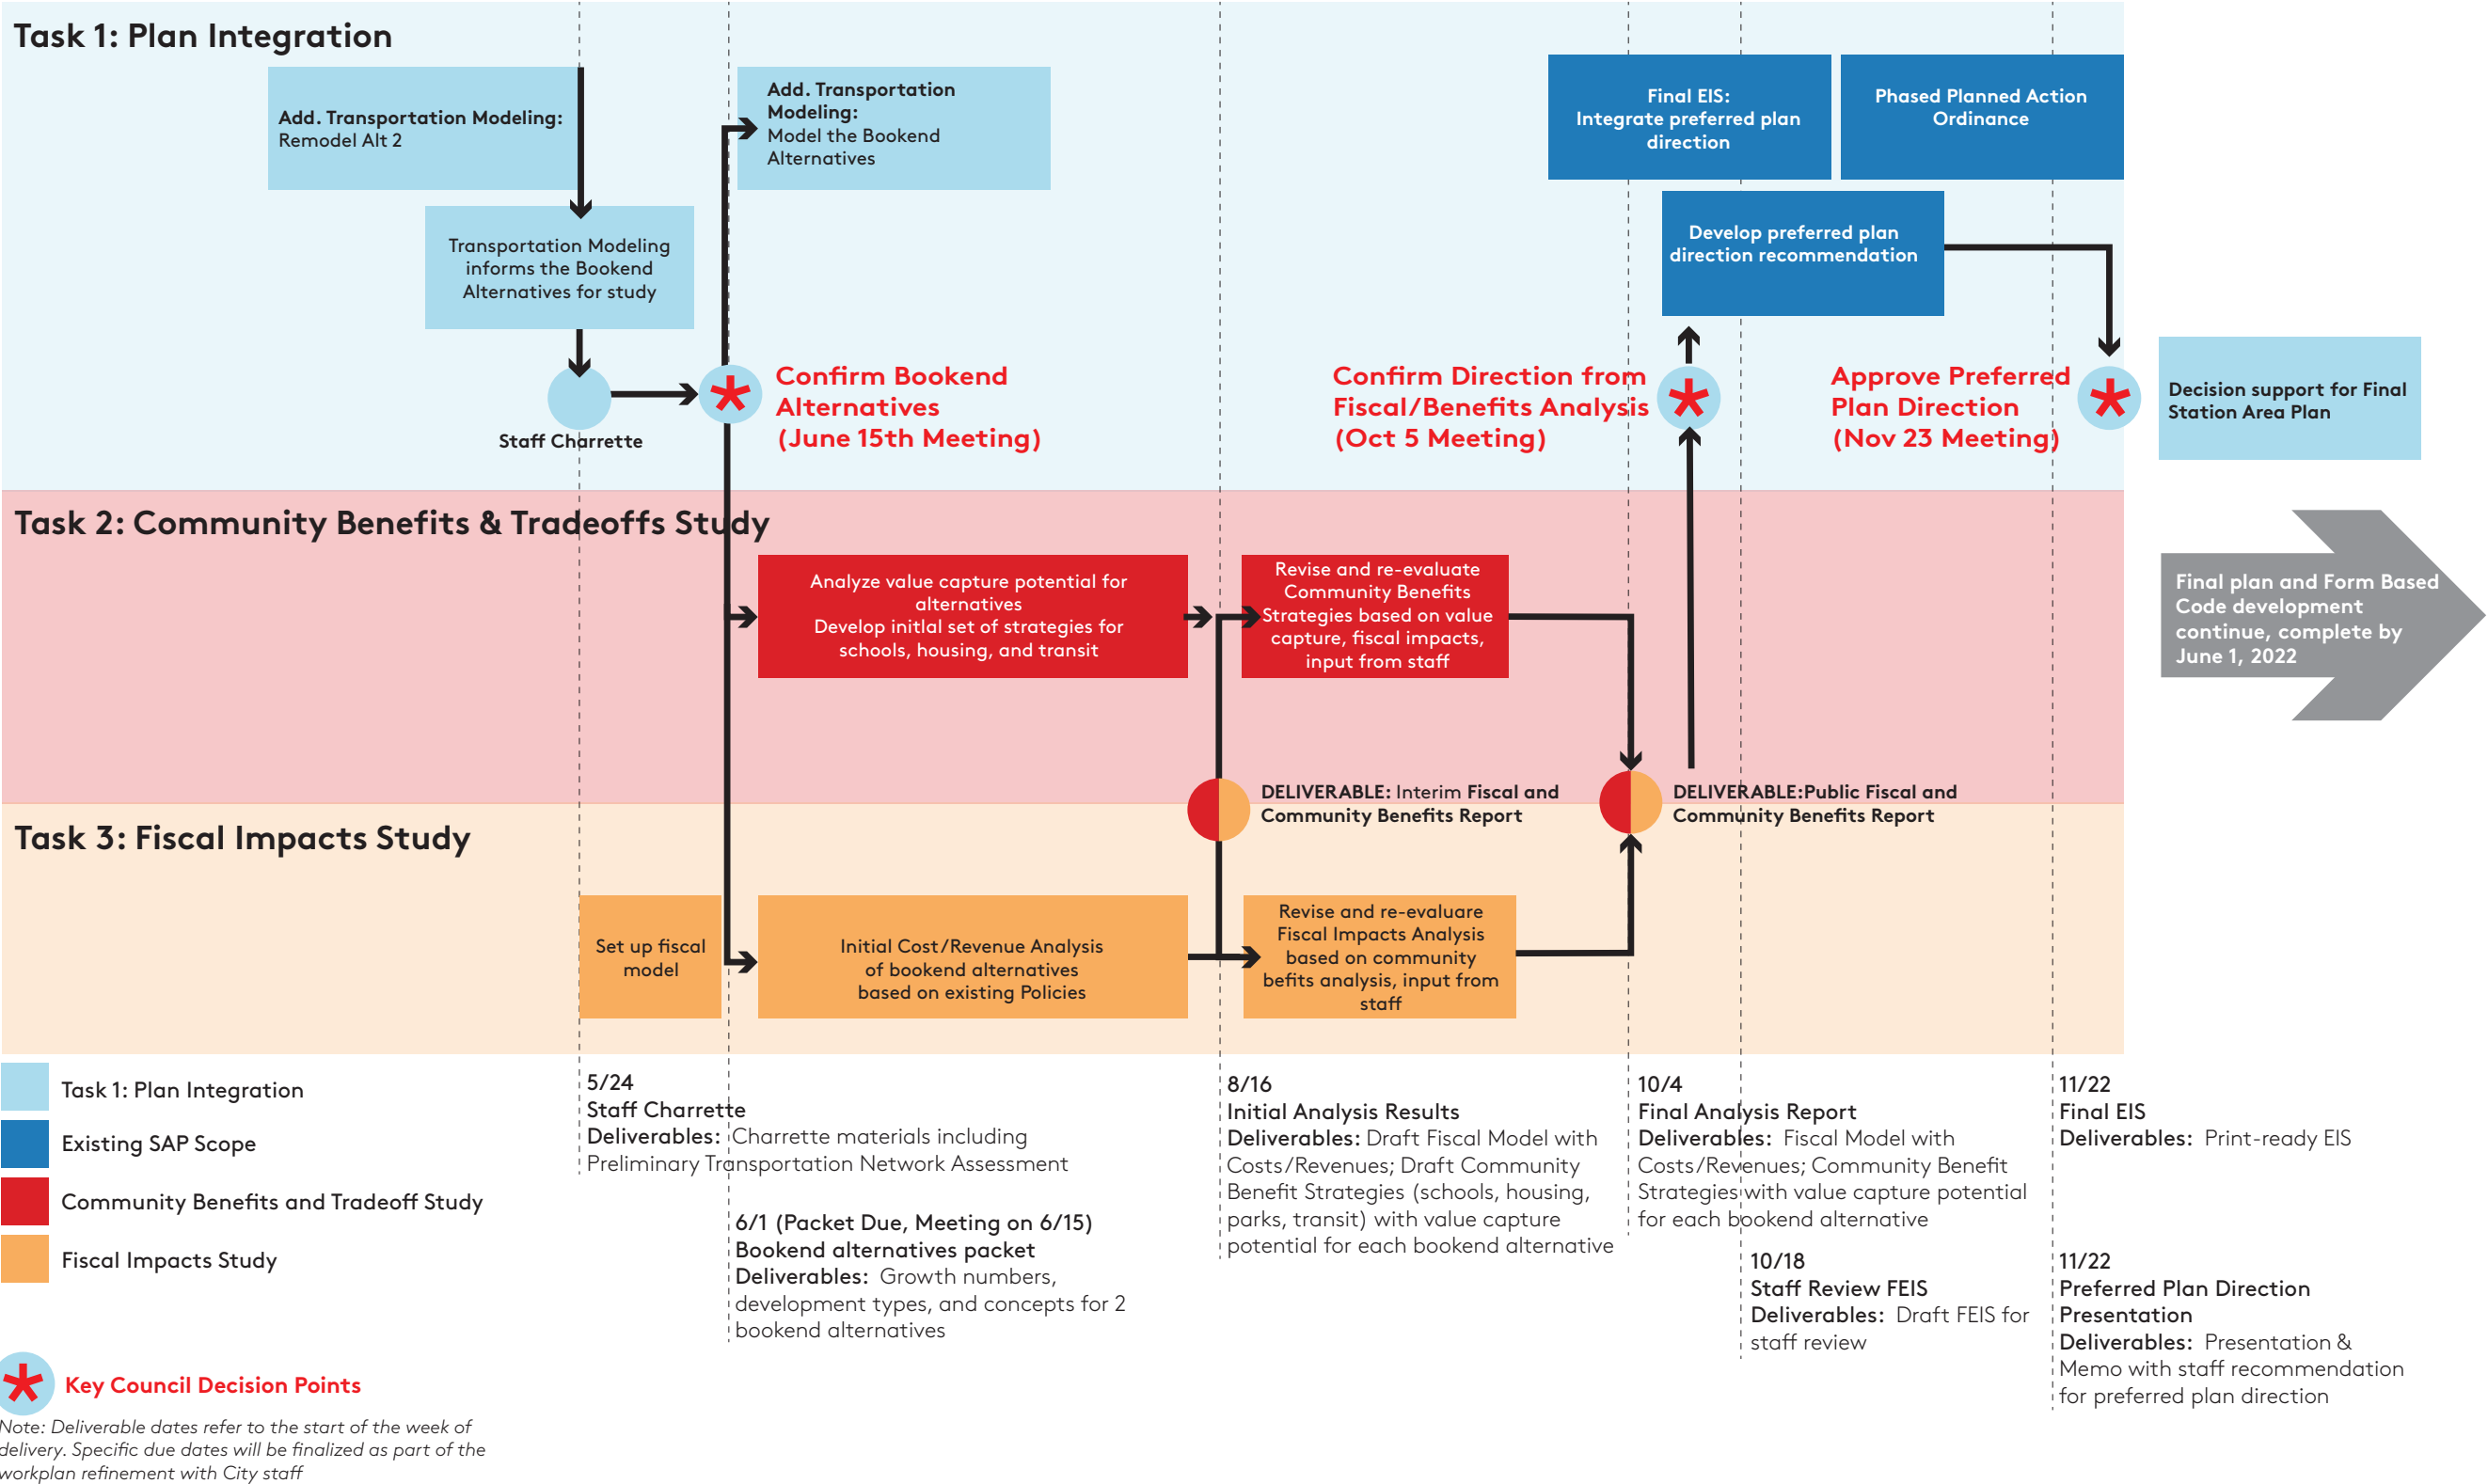 Task 1: Plan Integration
Add. Transportation Modeling:
Remodel Alt 2
Add. Transportation
Modeling:
Model the Bookend
Alternatives
Final EIS:
Integrate preferred plan
direction
Phased Planned Action
Ordinance
Transportation Modeling
informs the Bookend
Alternatives for study
Develop preferred plan
direction recommendation
Staff Charrette
Confirm Bookend
Alternatives
(June 15th Meeting)
Confirm Direction from
Fiscal/Benefits Analysis
(Oct 5 Meeting)
Approve Preferred
Plan Direction
(Nov 23 Meeting)
Decision support for Final
Station Area Plan
Task 2: Community Benefits & Tradeoffs Study
Analyze value capture potential for
alternatives
Develop initlal set of strategies for
schools, housing, and transit
Revise and re-evaluate
Community Benefits
Strategies based on value
capture, fiscal impacts,
input from staff
Final plan and Form Based
Code development
continue, complete by
June 1, 2022
DELIVERABLE: Interim Fiscal and
Community Benefits Report
DELIVERABLE:Public Fiscal and
Community Benefits Report
Task 3: Fiscal Impacts Study
Set up fiscal
model
Initial Cost/Revenue Analysis
of bookend alternatives
based on existing Policies
Revise and re-evaluare
Fiscal Impacts Analysis
based on community
befits analysis, input from
staff
Task 1: Plan Integration
Existing SAP Scope
Community Benefits and Tradeoff Study
Fiscal Impacts Study
Key Council Decision Points
Note: Deliverable dates refer to the start of the week of
delivery. Specific due dates will be finalized as part of the
workplan refinement with City staff
5/24
Staff Charrette
Deliverables: Charrette materials including
Preliminary Transportation Network Assessment
6/1 (Packet Due, Meeting on 6/15)
Bookend alternatives packet
Deliverables: Growth numbers,
development types, and concepts for 2
bookend alternatives
8/16
Initial Analysis Results
Deliverables: Draft Fiscal Model with
Costs/Revenues; Draft Community
Benefit Strategies (schools, housing,
parks, transit) with value capture
potential for each bookend alternative
10/4
Final Analysis Report
Deliverables: Fiscal Model with
Costs/Revenues; Community Benefit
Strategies with value capture potential
for each bookend alternative
10/18
Staff Review FEIS
Deliverables: Draft FEIS for
staff review
11/22
Final EIS
Deliverables: Print-ready EIS
11/22
Preferred Plan Direction
Presentation
Deliverables: Presentation &
Memo with staff recommendation
for preferred plan direction